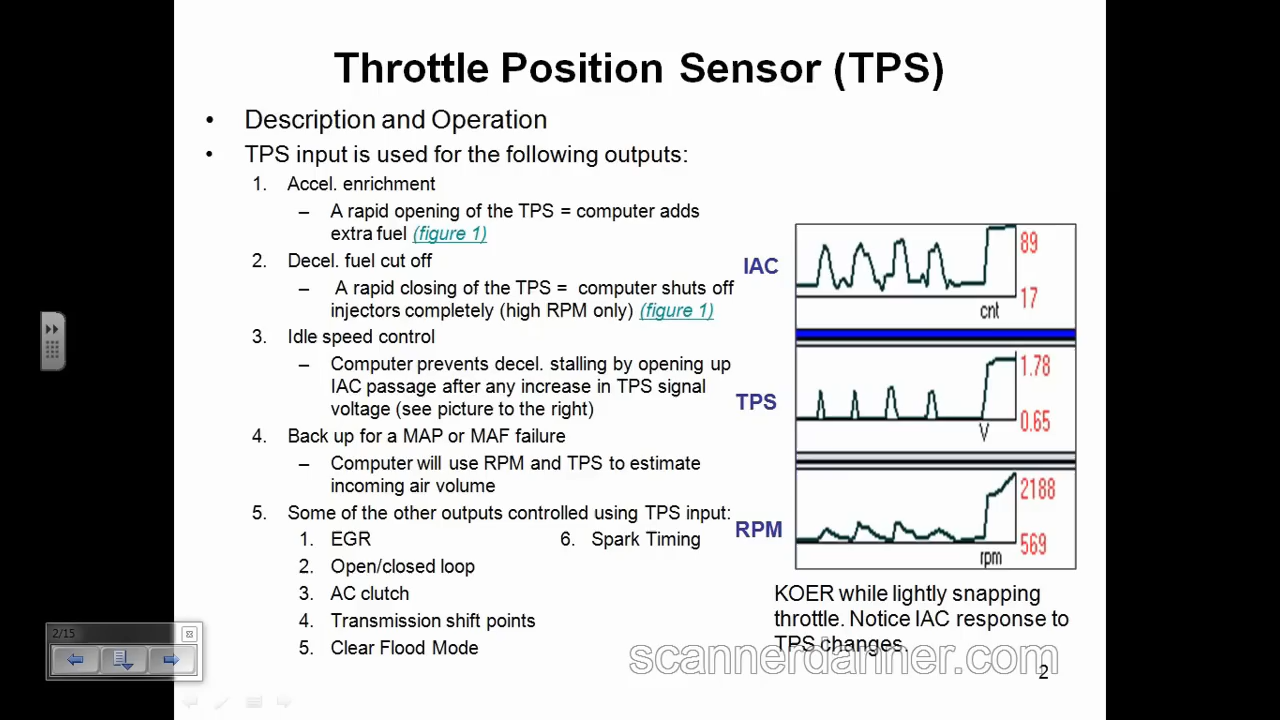 Throttle Position Sensor (TPS)
• Description and Operation
• TPS input is used for the following outputs:
1. Accel. enrichment
– A rapid opening of the TPS = computer adds
extra fuel (figure 1)
2. Decel. fuel cut off
– A rapid closing of the TPS = computer shuts off
injectors completely (high RPM only) (figure 1)
3. Idle speed control
– Computer prevents decel. stalling by opening up
IAC passage after any increase in TPS signal
voltage (see picture to the right)
4. Back up for a MAP or MAF failure
– Computer will use RPM and TPS to estimate
incoming air volume
5. Some of the other outputs controlled using TPS input:
1. EGR
2. Open/closed loop
3. AC clutch
4. Transmission shift points
5. Clear Flood Mode
6. Spark Timing
IAC
89
17
cnt
TPS
1.78
0.65
V
RPM
2188
569
rpm
KOER while lightly snapping
throttle. Notice IAC response to
TPS changes.
scannerdanner.com
2
2/15